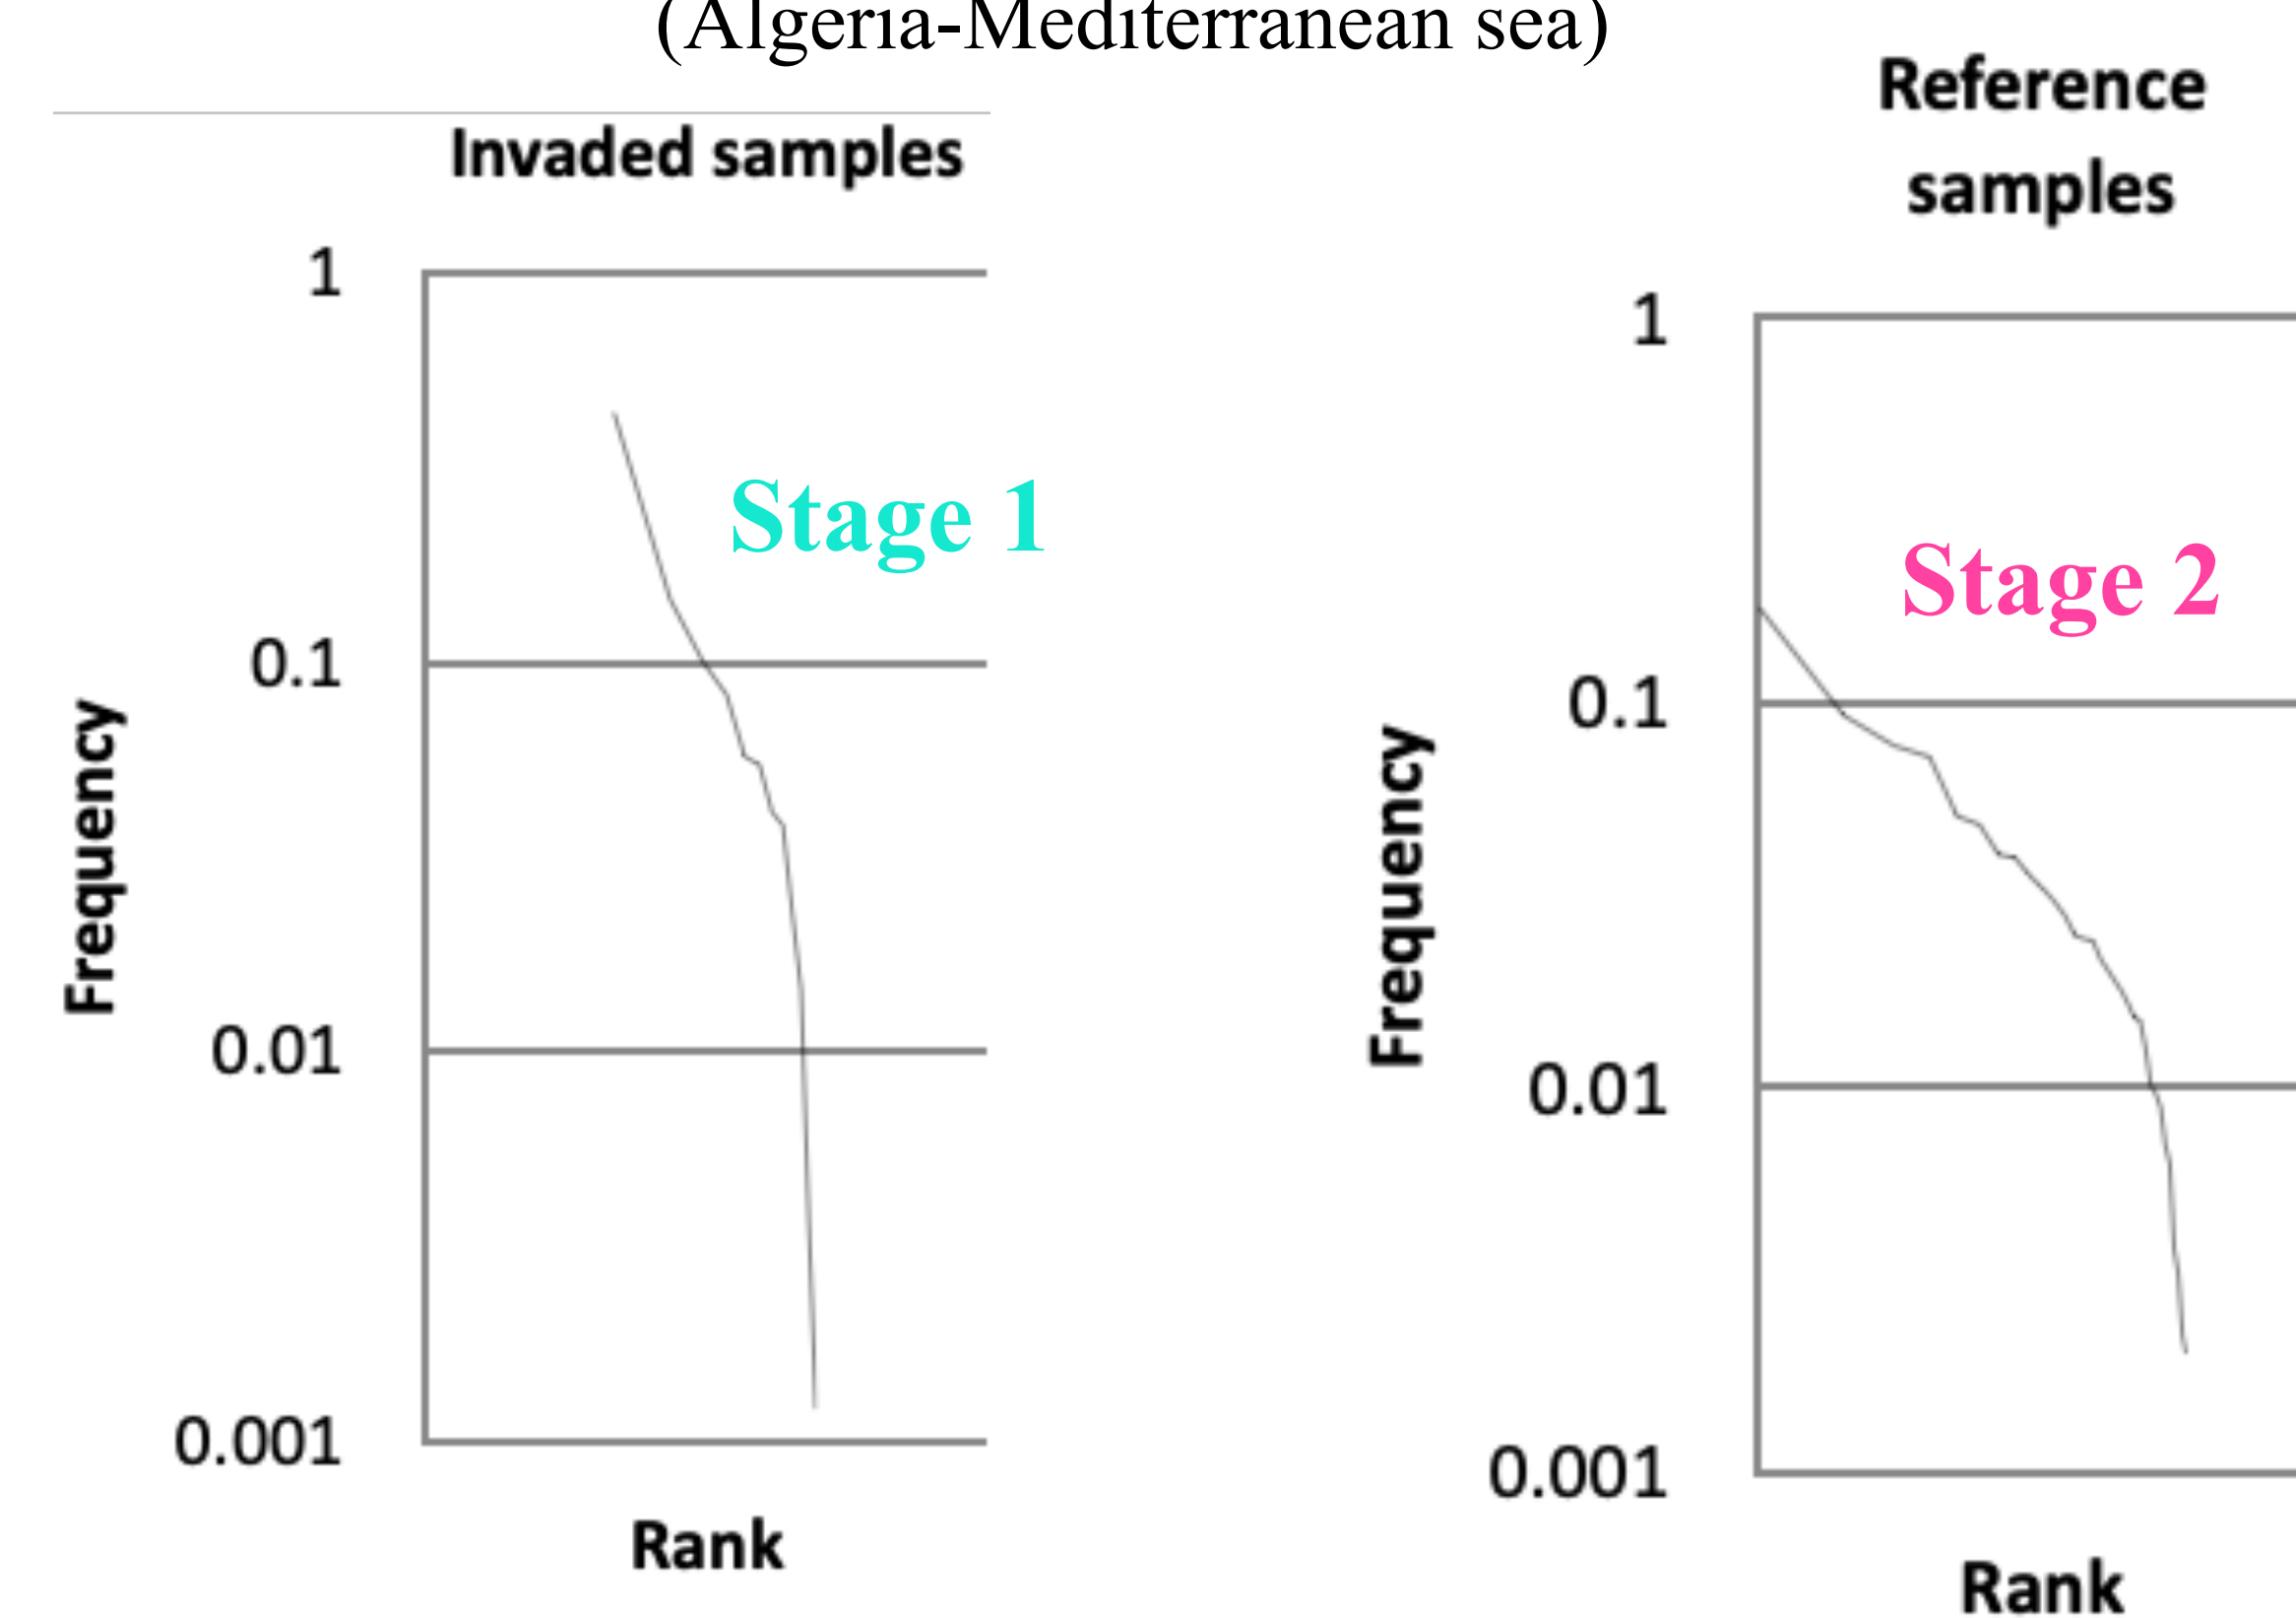 (Algeria-Mediterranean sea)
Invaded samples
1
Stage 1
0.1
Frequency
0.01
0.001
Rank
Reference
samples
1
Stage 2
0.1
Frequency
0.01
0.001
Rank